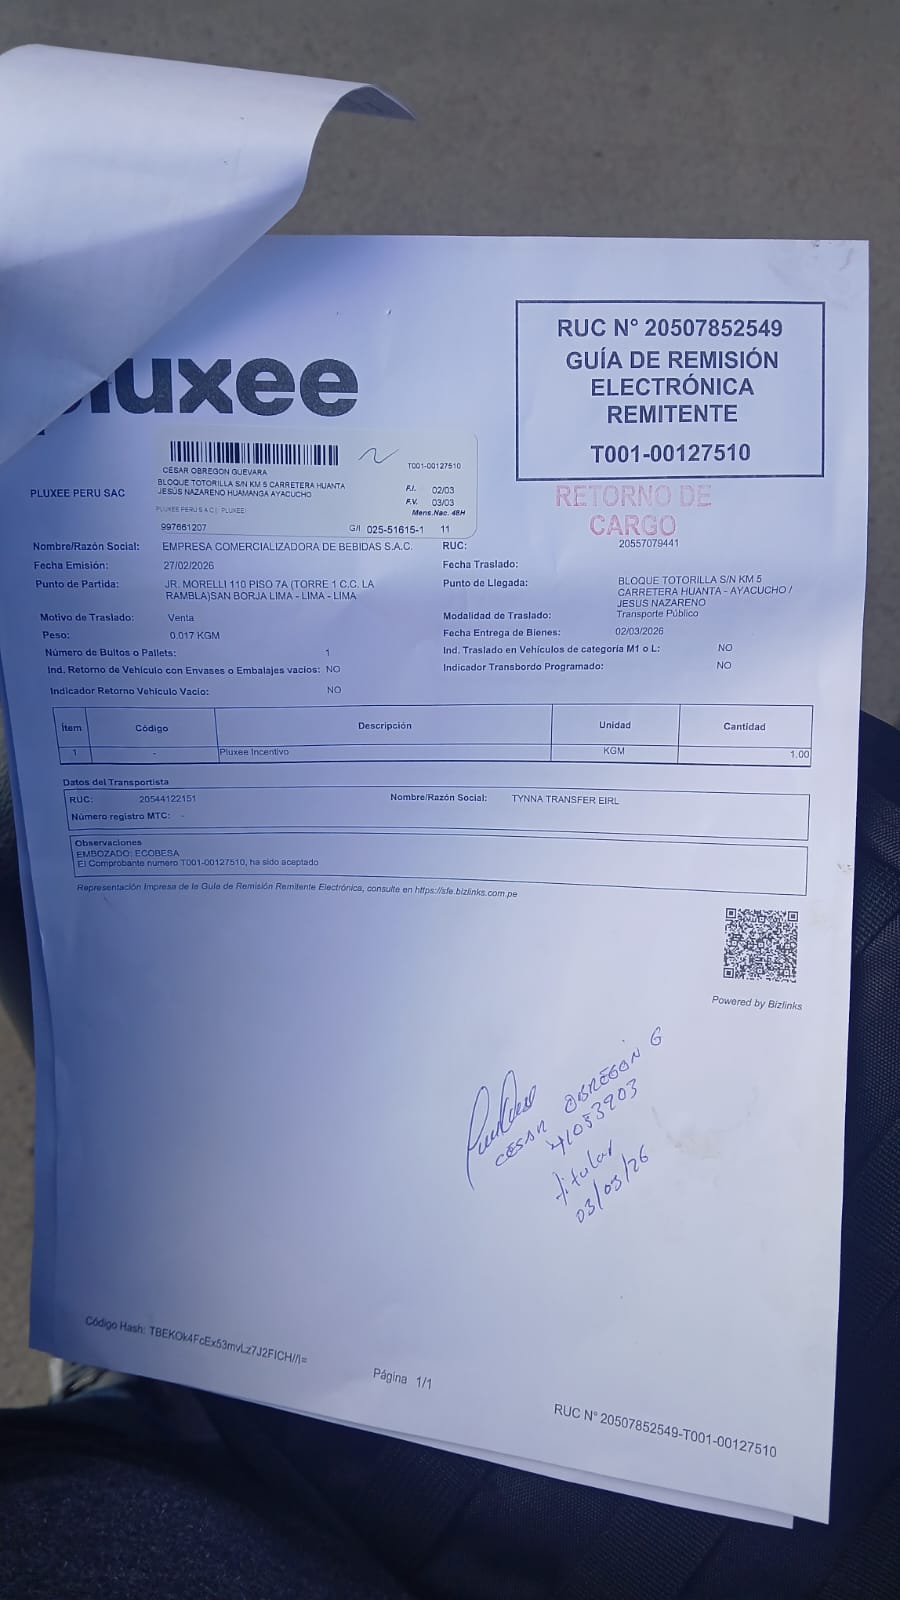 RUC N° 20507852549
GUÍA DE REMISIÓN
ELECTRÓNICA
REMITENTE
T001-00127510
pluxee
CESAR OBREGON GUEVARA
T001-00127510
BLOQUE TOTORILLA S/N KM 5 CARRETERA HUANTA
JESÚS NAZARENO HUAMANGA AYACUCHO
F.I. 02/03
F.V. 03/03
Mens.Nac. 48H
PLUXEE PERU S A C | PLUXEE
997661207 G/I 025-51615-1 11
PLUXEE PERU SAC
RETORNO DE
CARGO
Nombre/Razón Social: EMPRESA COMERCIALIZADORA DE BEBIDAS S.A.C. RUC: 20557079441
Fecha Emisión: 27/02/2026 Fecha Traslado:
Punto de Partida: JR. MORELLI 110 PISO 7A (TORRE 1 C.C. LA
RAMBLA)SAN BORJA LIMA - LIMA - LIMA
Punto de Llegada: BLOQUE TOTORILLA S/N KM 5
CARRETERA HUANTA - AYACUCHO /
JESUS NAZARENO
Motivo de Traslado: Venta Modalidad de Traslado: Transporte Público
Peso: 0.017 KGM Fecha Entrega de Bienes: 02/03/2026
Número de Bultos o Pallets: 1 Ind. Traslado en Vehículos de categoría M1 o L: NO
Ind. Retorno de Vehículo con Envases o Embalajes vacíos: NO Indicador Transbordo Programado: NO
Indicador Retorno Vehículo Vacío: NO
Ítem Código Descripción Unidad Cantidad
1 - Pluxee Incentivo KGM 1.00
Datos del Transportista
RUC: 20544122151 Nombre/Razón Social: TYNNA TRANSFER EIRL
Número registro MTC: -
Observaciones
EMBOZADO: ECOBESA
El Comprobante numero T001-00127510, ha sido aceptado
Representación Impresa de la Guía de Remisión Remitente Electrónica, consulte en https://sfe.bizlinks.com.pe
Powered by Bizlinks
CESAR OBREGÓN G
41053903
titular
03/03/26
Código Hash: TBEKOk4FcEx53mvLz7J2FICH//I=
Página 1/1
RUC N° 20507852549-T001-00127510